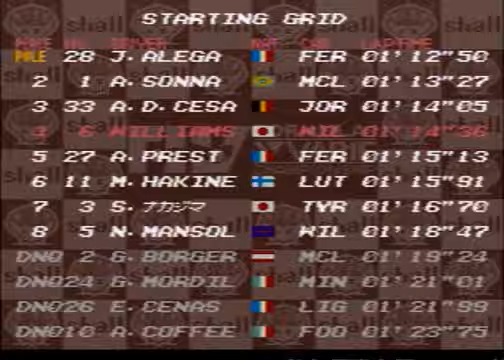 STARTING GRID
POLE 28 J. ALEGA FER 01'12"50
2 1 A. SONNA MCL 01'13"27
3 33 A. D. CESA JOR 01'14"05
4 6 WILLIAMS WIL 01'14"36
5 27 A. PREST FER 01'15"13
6 11 M. HAKINE LUT 01'15"91
7 3 S. ナカジマ TYR 01'16"70
8 5 N. MANSOL WIL 01'18"47
DNQ 2 G. BORGER MCL 01'19"24
DNQ24 G. MORDIL MIN 01'21"01
DNQ26 E. CENAS LIG 01'21"99
DNQ10 A. COFFEE FOO 01'23"75